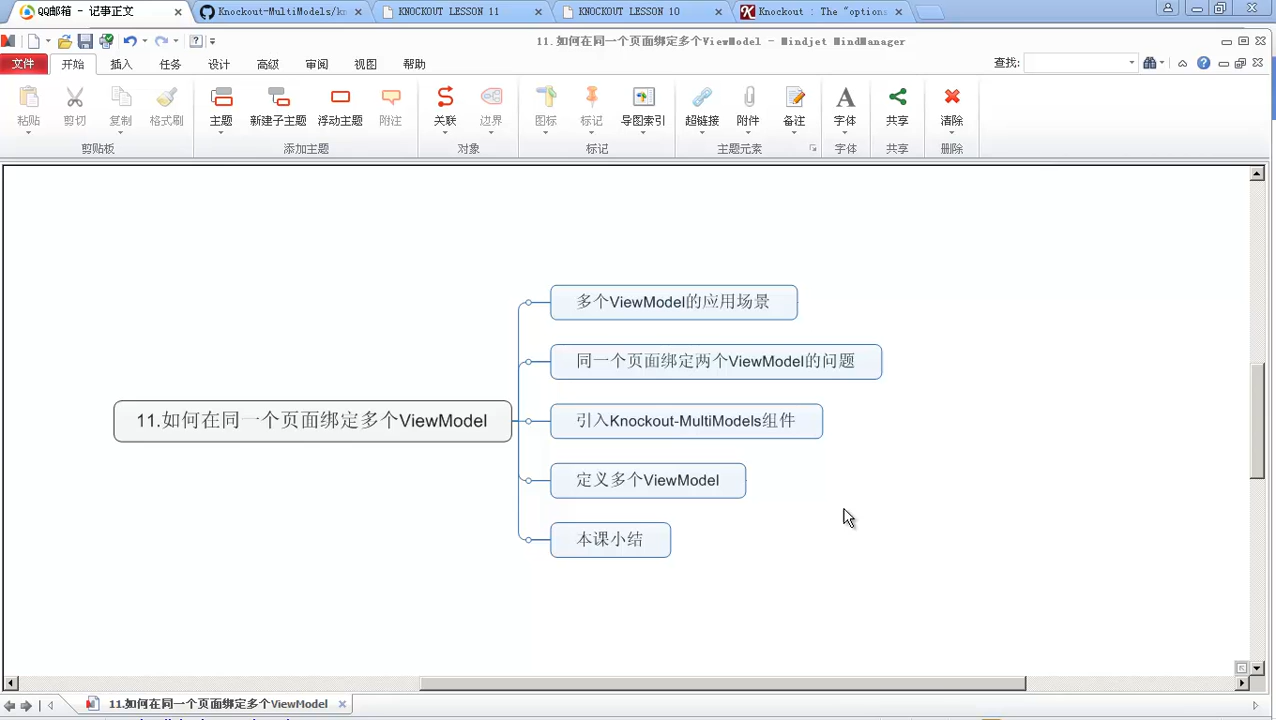 QQ邮箱 - 记事正文
Knockout-MultiModels/kn
KNOCKOUT LESSON 11
KNOCKOUT LESSON 10
Knockout : The "options
11.如何在同一个页面绑定多个ViewModel - Mindjet MindManager
文件
开始
插入
任务
设计
高级
审阅
视图
帮助
查找:
粘贴
剪切
复制
格式刷
主题
新建子主题
浮动主题
附注
关联
边界
图标
标记
导图索引
超链接
附件
备注
字体
共享
清除
剪贴板
添加主题
对象
标记
主题元素
字体
共享
删除
多个ViewModel的应用场景
同一个页面绑定两个ViewModel的问题
11.如何在同一个页面绑定多个ViewModel
引入Knockout-MultiModels组件
定义多个ViewModel
本课小结
11.如何在同一个页面绑定多个ViewModel